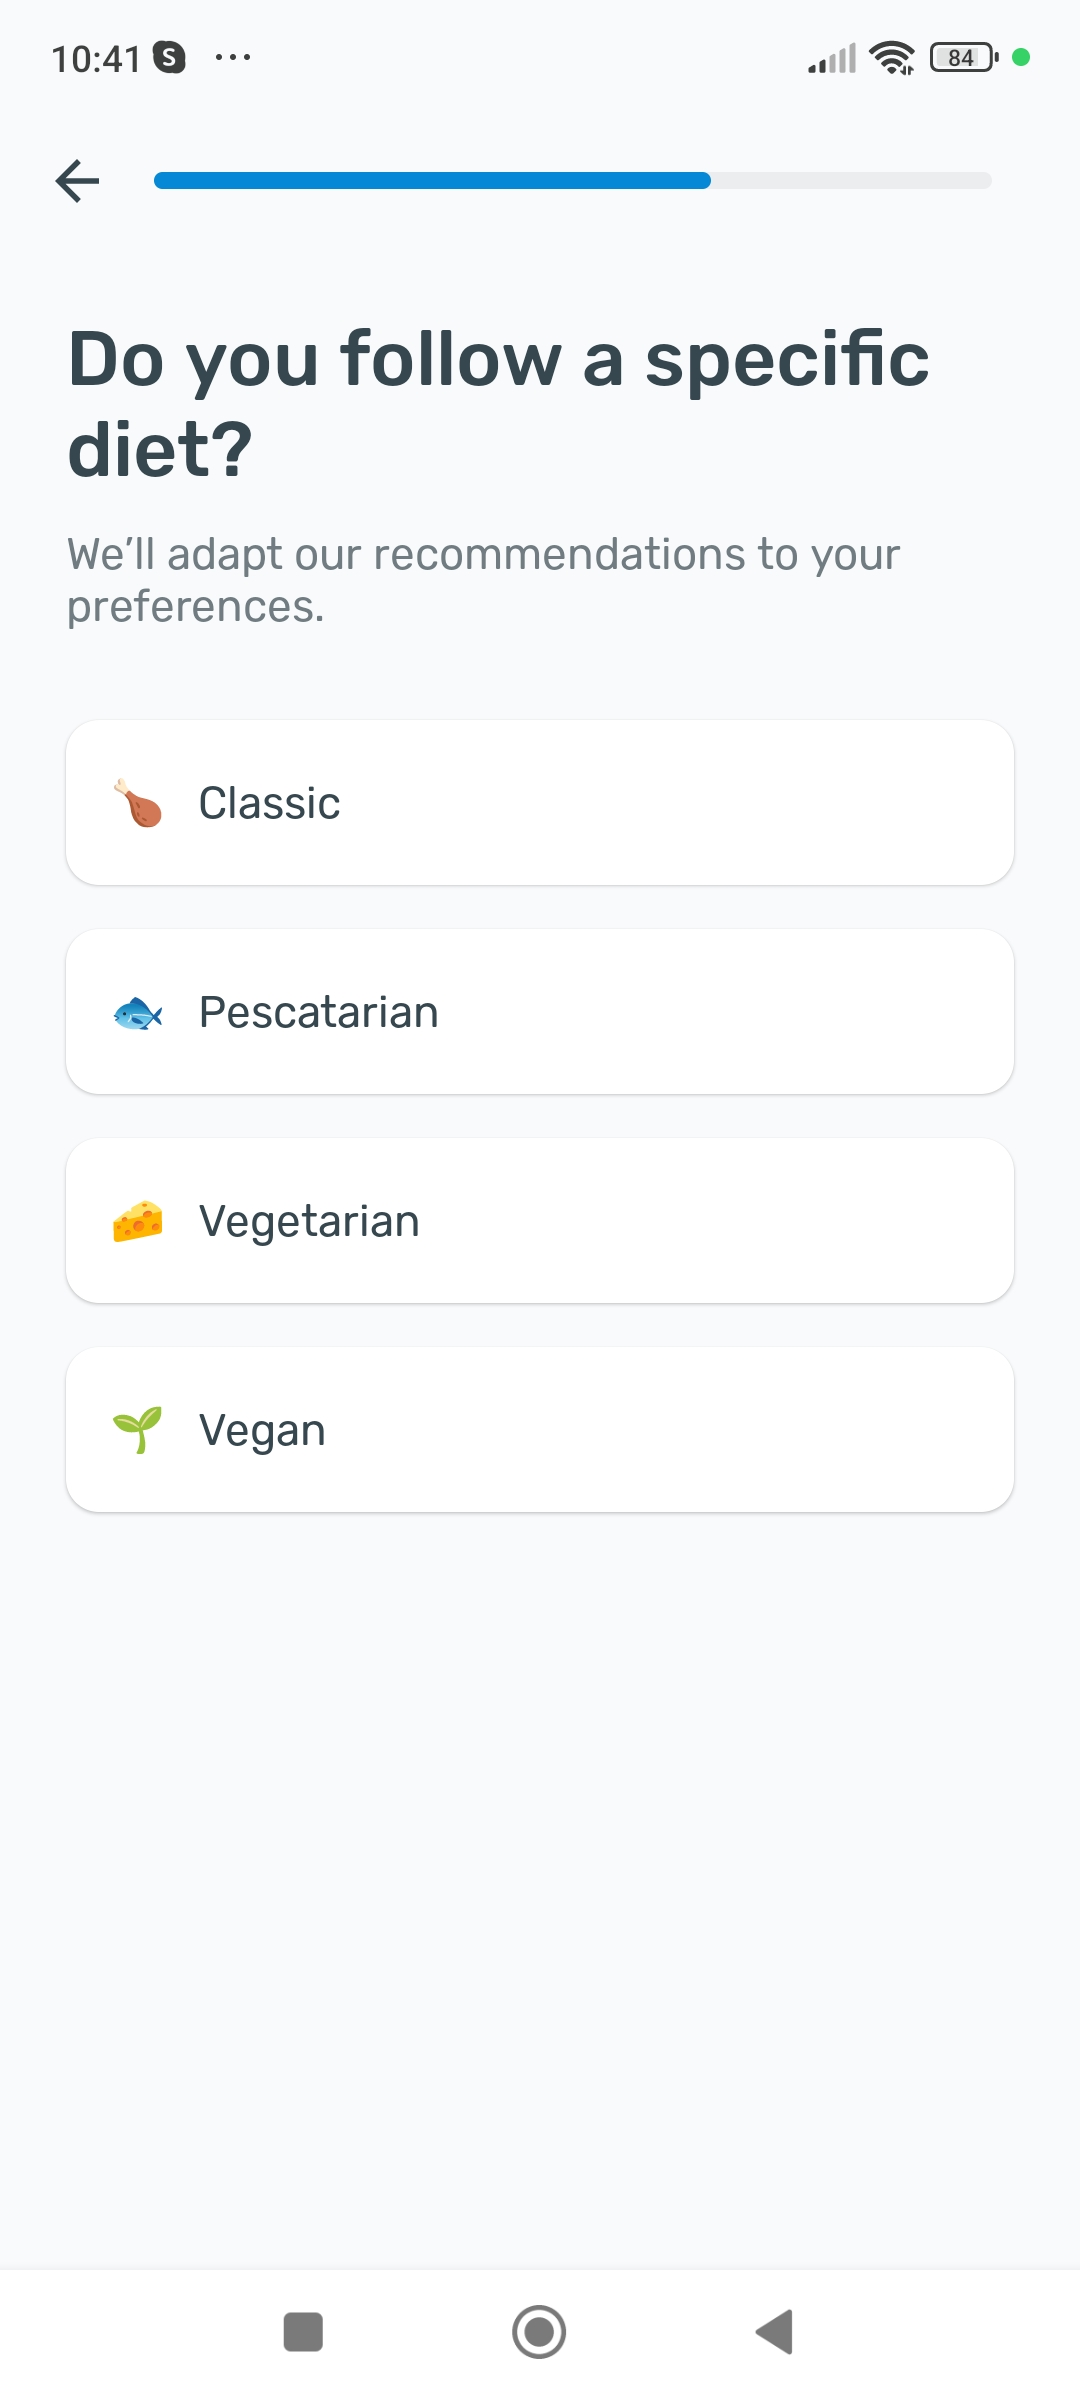 10:41 S ...
84
Do you follow a specific
diet?
We’ll adapt our recommendations to your
preferences.
Classic
Pescatarian
Vegetarian
Vegan